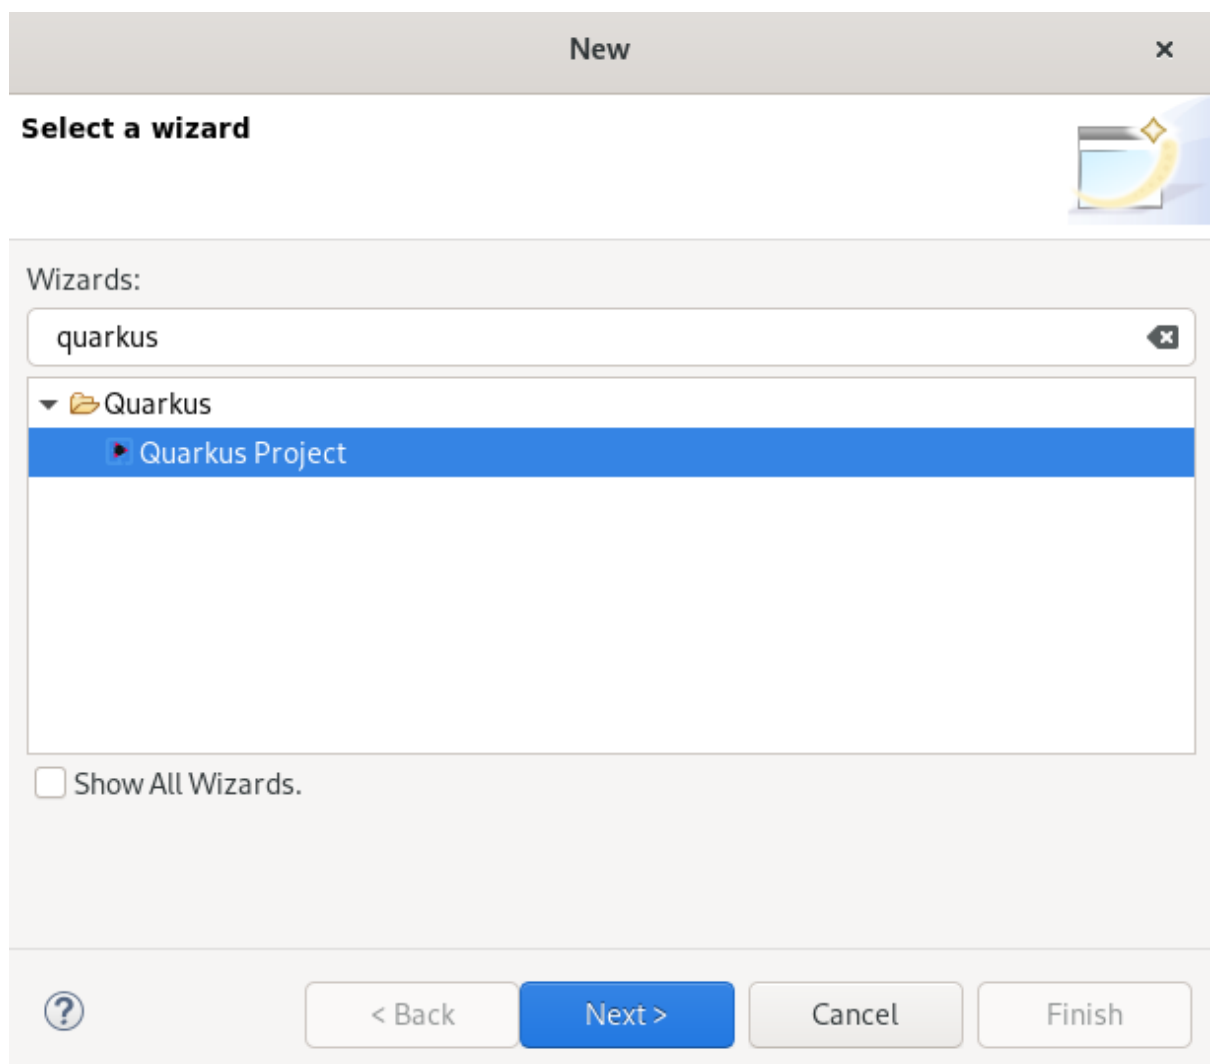 New
Select a wizard
Wizards:
quarkus
Quarkus
Quarkus Project
Show All Wizards.
?
< Back
Next >
Cancel
Finish